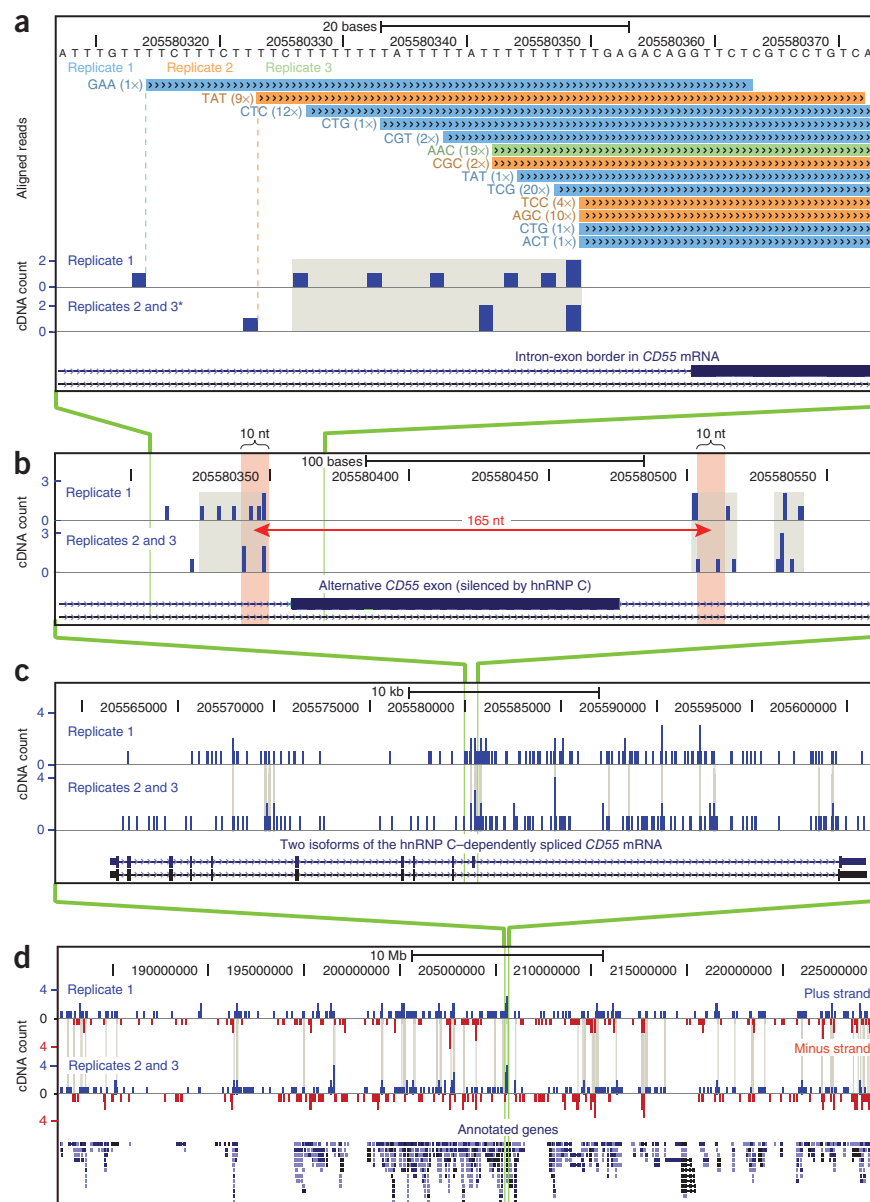 a
20 bases
205580320 205580330 205580340 205580350 205580360 205580370
ATTTGTTTCTTTCTTTTCTTTTTTTTTATTTTTATTTTTTTTTTTGAGACAGGTTCTCGTCCTGTCA
Replicate 1 Replicate 2 Replicate 3
Aligned reads
GAA (1×)
TAT (9×)
CTC (12×)
CTG (1×)
CGT (2×)
AAC (19×)
CGC (2×)
TAT (1×)
TCG (20×)
TCC (4×)
AGC (10×)
CTG (1×)
ACT (1×)
cDNA count
2
Replicate 1
0
2
Replicates 2 and 3*
0
Intron-exon border in CD55 mRNA
b
10 nt 10 nt
100 bases
205580350 205580400 205580450 205580500 205580550
cDNA count
3
Replicate 1
0
165 nt
3
Replicates 2 and 3
0
Alternative CD55 exon (silenced by hnRNP C)
c
10 kb
205565000 205570000 205575000 205580000 205585000 205590000 205595000 205600000
cDNA count
4
Replicate 1
0
4
Replicates 2 and 3
0
Two isoforms of the hnRNP C–dependently spliced CD55 mRNA
d
10 Mb
190000000 195000000 200000000 205000000 210000000 215000000 220000000 225000000
cDNA count
4
Replicate 1
Plus strand
0
4
Minus strand
4
Replicates 2 and 3
0
4
Annotated genes